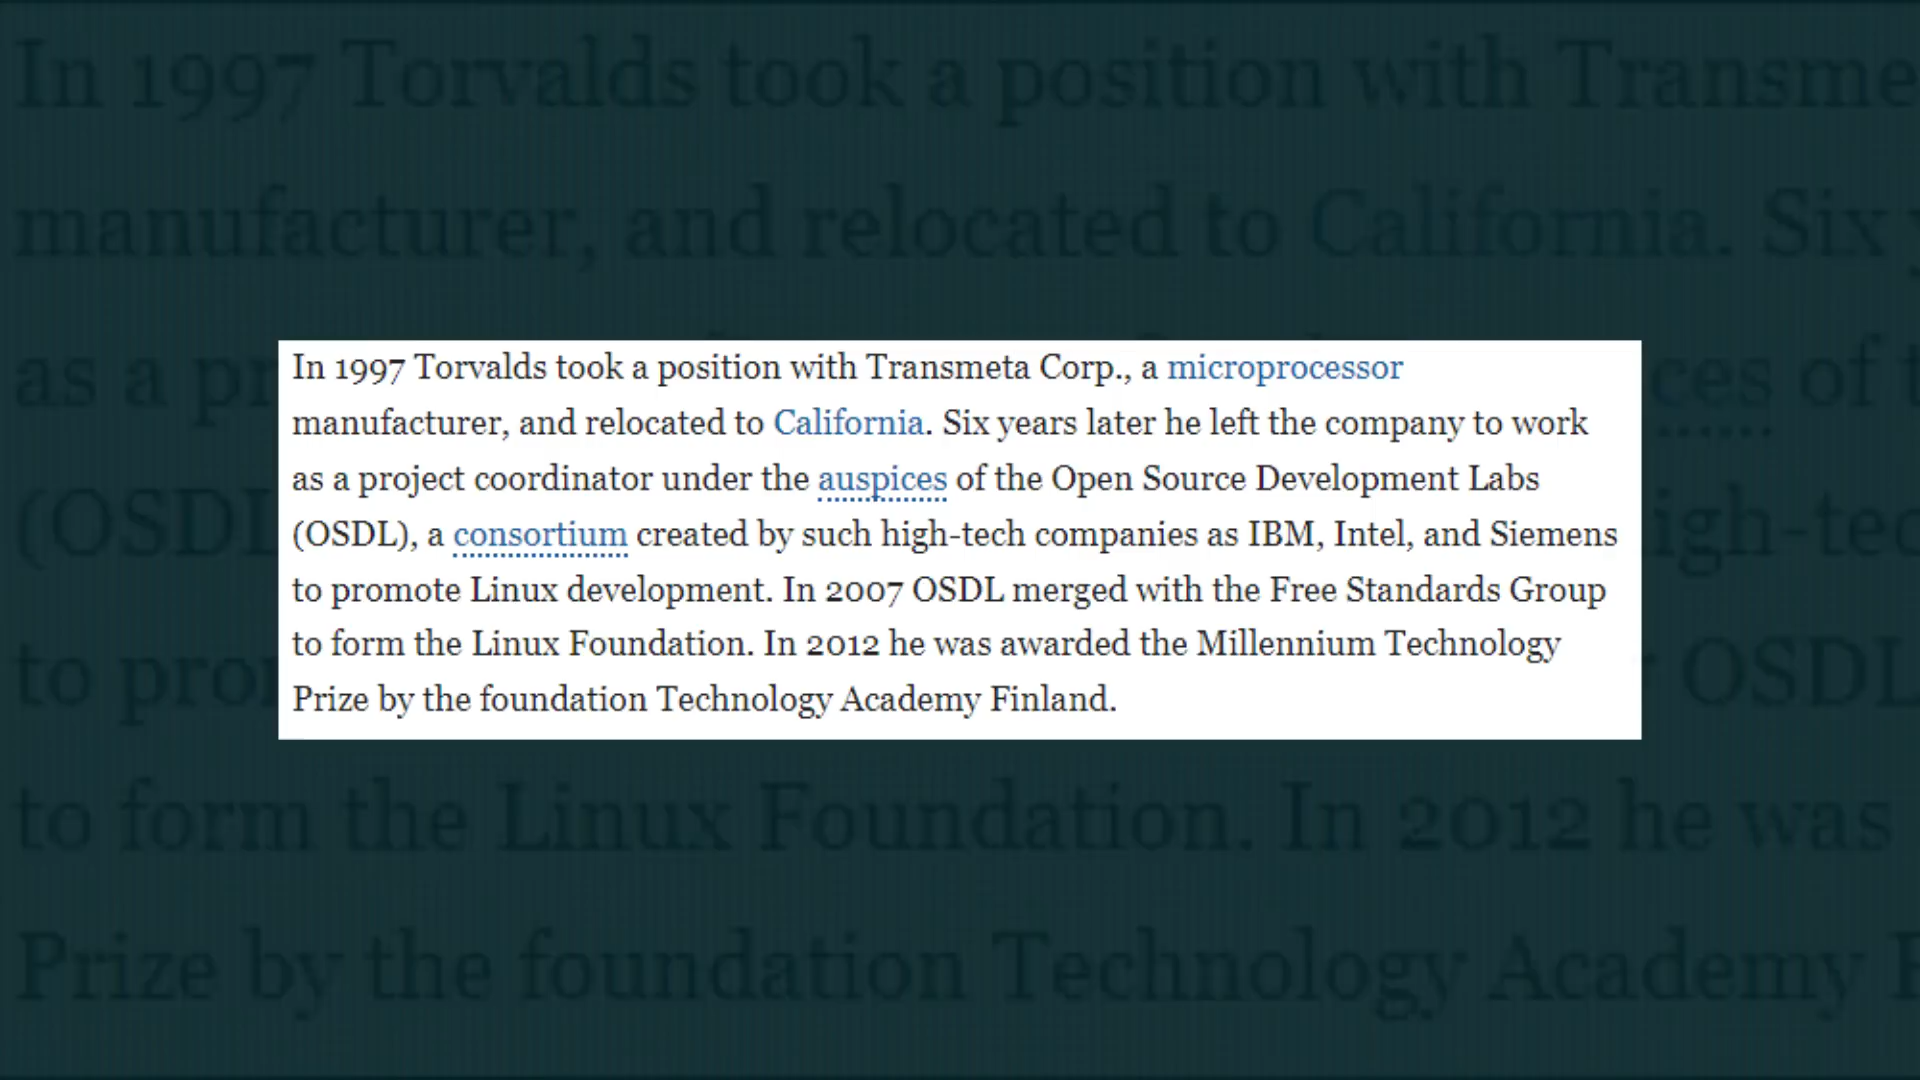 In 1997 Torvalds took a position with Transmeta Corp., a microprocessor
manufacturer, and relocated to California. Six years later he left the company to work
as a project coordinator under the auspices of the Open Source Development Labs
(OSDL), a consortium created by such high-tech companies as IBM, Intel, and Siemens
to promote Linux development. In 2007 OSDL merged with the Free Standards Group
to form the Linux Foundation. In 2012 he was awarded the Millennium Technology
Prize by the foundation Technology Academy Finland.